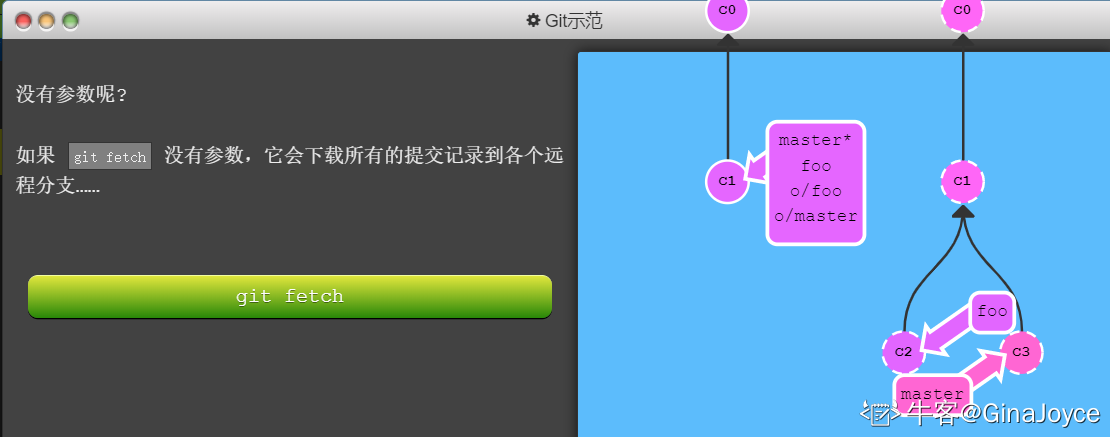 Git示范
没有参数呢?
如果 git fetch 没有参数，它会下载所有的提交记录到各个远
程分支……
git fetch
c0
c0
master*
foo
o/foo
o/master
c1
c1
foo
c2
c3
master
牛客@GinaJoyce